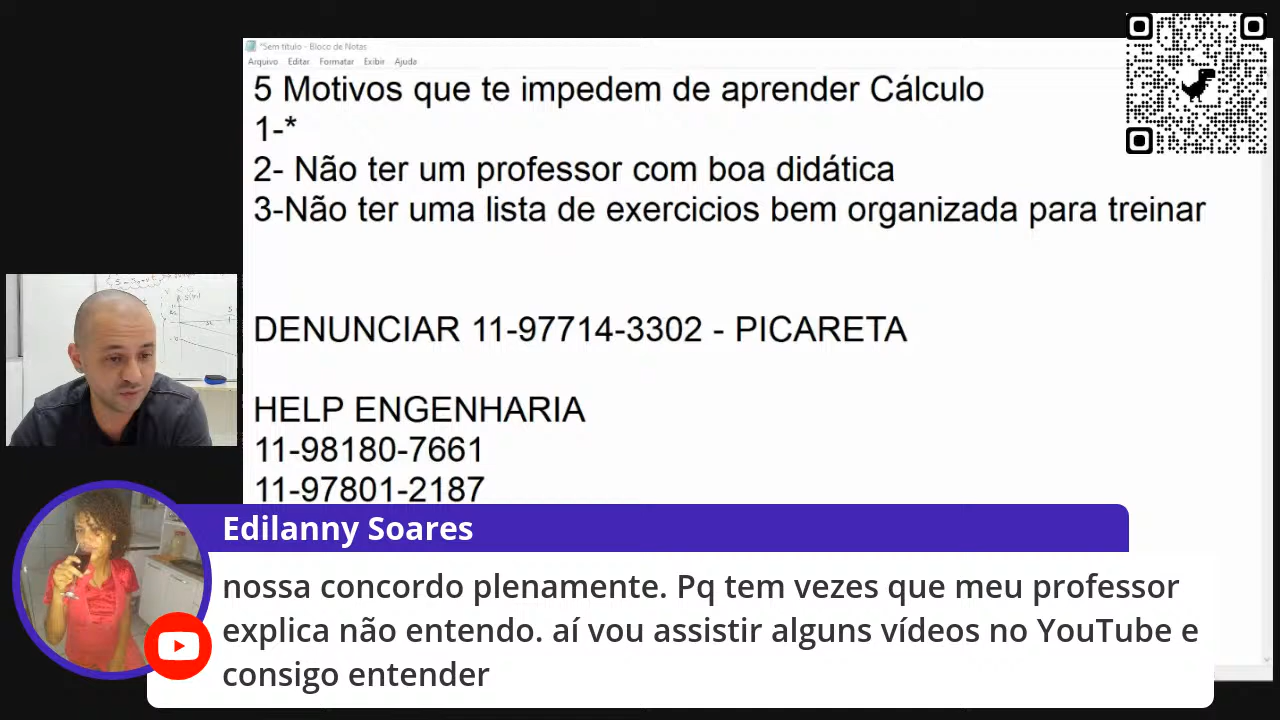 *Sem título - Bloco de Notas
Arquivo Editar Formatar Exibir Ajuda
5 Motivos que te impedem de aprender Cálculo
1-*
2- Não ter um professor com boa didática
3-Não ter uma lista de exercicios bem organizada para treinar
DENUNCIAR 11-97714-3302 - PICARETA
HELP ENGENHARIA
11-98180-7661
11-97801-2187
Edilanny Soares
nossa concordo plenamente. Pq tem vezes que meu professor
explica não entendo. aí vou assistir alguns vídeos no YouTube e
consigo entender